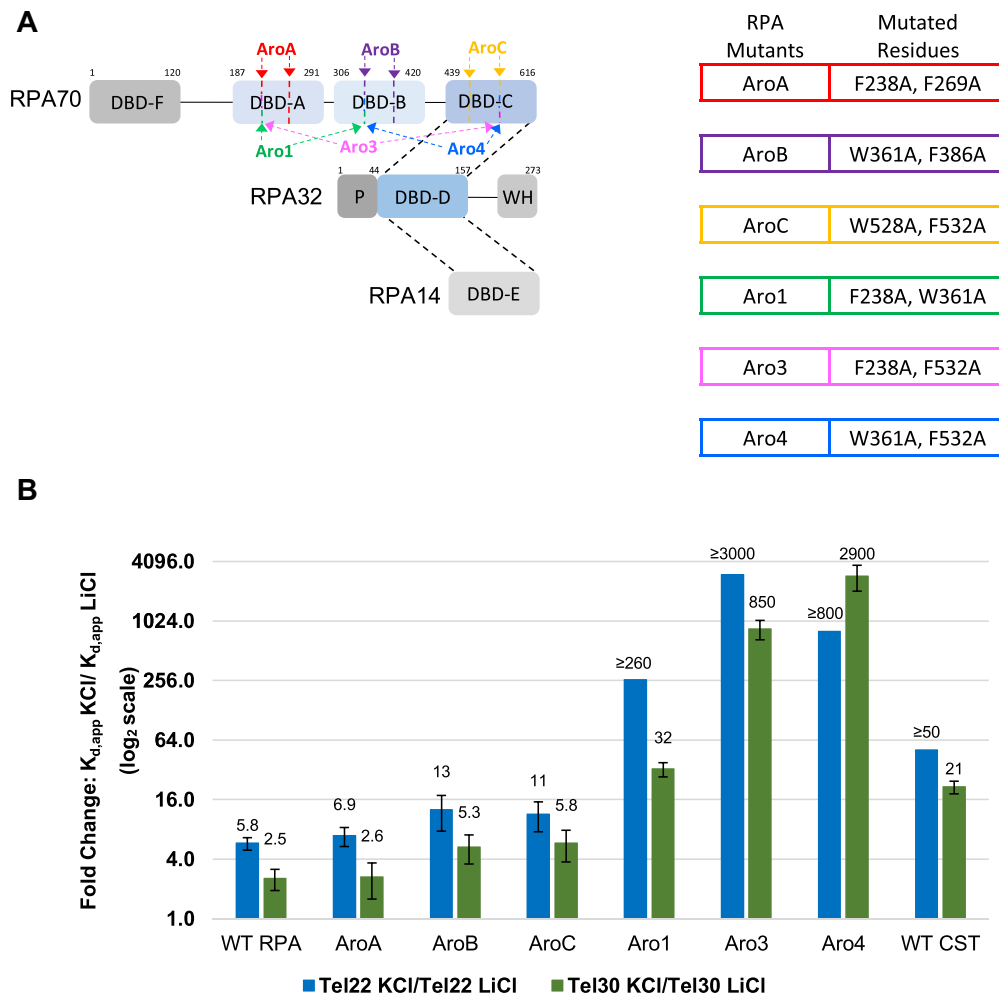 A
AroA
AroB
AroC
1
120
187
291
306
420
439
616
RPA70
DBD-F
DBD-A
DBD-B
DBD-C
Aro1
Aro3
Aro4
1
44
157
273
RPA32
P
DBD-D
WH
RPA14
DBD-E
RPA Mutants
Mutated Residues
AroA F238A, F269A
AroB W361A, F386A
AroC W528A, F532A
Aro1 F238A, W361A
Aro3 F238A, F532A
Aro4 W361A, F532A
B
Fold Change: Kd,app KCl/ Kd,app LiCl
(log2 scale)
4096.0
1024.0
256.0
64.0
16.0
4.0
1.0
5.8
2.5
6.9
2.6
13
5.3
11
5.8
≥260
32
≥3000
850
≥800
2900
≥50
21
WT RPA
AroA
AroB
AroC
Aro1
Aro3
Aro4
WT CST
Tel22 KCl/Tel22 LiCl
Tel30 KCl/Tel30 LiCl